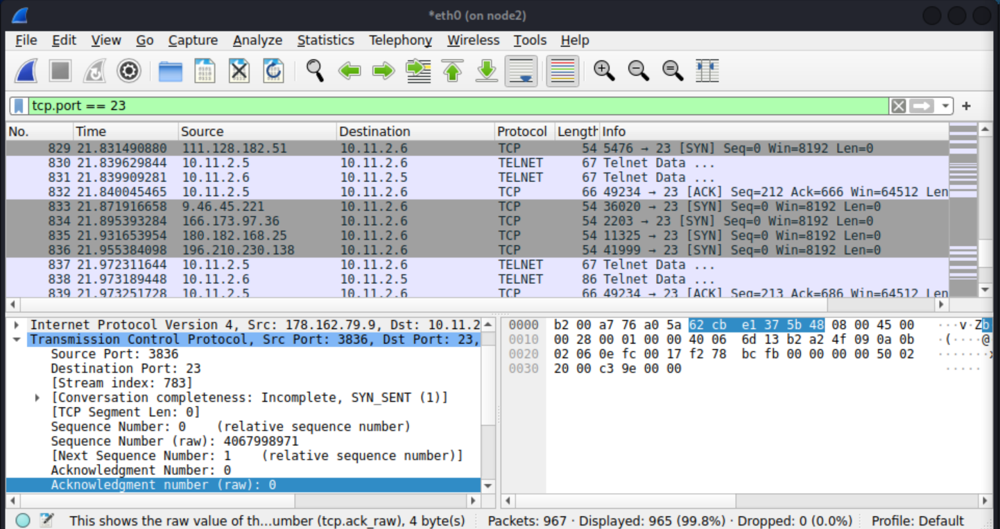 *eth0 (on node2)
File Edit View Go Capture Analyze Statistics Telephony Wireless Tools Help
tcp.port == 23
No. Time Source Destination Protocol Length Info
829 21.831490880 111.128.182.51 10.11.2.6 TCP 54 5476 → 23 [SYN] Seq=0 Win=8192 Len=0
830 21.839629844 10.11.2.5 10.11.2.6 TELNET 67 Telnet Data ...
831 21.839909281 10.11.2.6 10.11.2.5 TELNET 67 Telnet Data ...
832 21.840045465 10.11.2.5 10.11.2.6 TCP 66 49234 → 23 [ACK] Seq=212 Ack=666 Win=64512 Len
833 21.871916658 9.46.45.221 10.11.2.6 TCP 54 36020 → 23 [SYN] Seq=0 Win=8192 Len=0
834 21.895393284 166.173.97.36 10.11.2.6 TCP 54 2203 → 23 [SYN] Seq=0 Win=8192 Len=0
835 21.931653954 180.182.168.25 10.11.2.6 TCP 54 11325 → 23 [SYN] Seq=0 Win=8192 Len=0
836 21.955384098 196.210.230.138 10.11.2.6 TCP 54 41999 → 23 [SYN] Seq=0 Win=8192 Len=0
837 21.972311644 10.11.2.5 10.11.2.6 TELNET 67 Telnet Data ...
838 21.973189448 10.11.2.6 10.11.2.5 TELNET 86 Telnet Data ...
839 21.973251728 10.11.2.5 10.11.2.6 TCP 66 49234 → 23 [ACK] Seq=213 Ack=686 Win=64512 Len
Internet Protocol Version 4, Src: 178.162.79.9, Dst: 10.11.2
Transmission Control Protocol, Src Port: 3836, Dst Port: 23,
Source Port: 3836
Destination Port: 23
[Stream index: 783]
[Conversation completeness: Incomplete, SYN_SENT (1)]
[TCP Segment Len: 0]
Sequence Number: 0 (relative sequence number)
Sequence Number (raw): 4067998971
[Next Sequence Number: 1 (relative sequence number)]
Acknowledgment Number: 0
Acknowledgment number (raw): 0
0000 b2 00 a7 76 a0 5a 62 cb e1 37 5b 48 08 00 45 00 ···v·Zb
0010 00 28 00 01 00 00 40 06 6d 13 b2 a2 4f 09 0a 0b ·(····@
0020 02 06 0e fc 00 17 f2 78 bc fb 00 00 00 00 50 02 ·······x
0030 20 00 c3 9e 00 00 ·····
This shows the raw value of th...umber (tcp.ack_raw), 4 byte(s) Packets: 967 · Displayed: 965 (99.8%) · Dropped: 0 (0.0%) Profile: Default